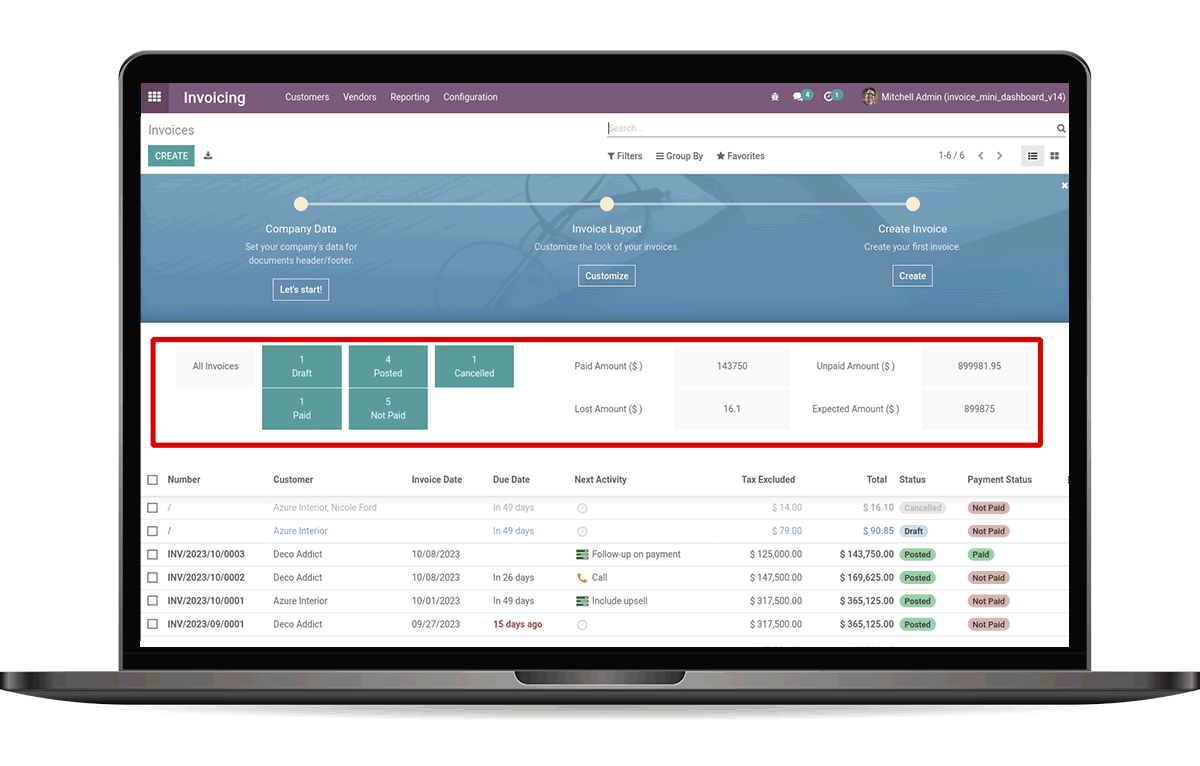 Invoicing Customers Vendors Reporting Configuration 4 1 Mitchell Admin (invoice_mini_dashboard_v14)
Invoices Search...
CREATE Filters Group By Favorites 1-6 / 6
Company Data Invoice Layout Create Invoice
Set your company's data for Customize the look of your invoices. Create your first invoice.
documents header/footer.
Customize Create
Let's start!
All Invoices 1 4 1 Paid Amount ($ ) 143750 Unpaid Amount ($ ) 899981.95
Draft Posted Cancelled
1 5 Lost Amount ($ ) 16.1 Expected Amount ($ ) 899875
Paid Not Paid
Number Customer Invoice Date Due Date Next Activity Tax Excluded Total Status Payment Status
/ Azure Interior, Nicole Ford In 49 days $ 14.00 $ 16.10 Cancelled Not Paid
/ Azure Interior In 49 days $ 79.00 $ 90.85 Draft Not Paid
INV/2023/10/0003 Deco Addict 10/08/2023 Follow-up on payment $ 125,000.00 $ 143,750.00 Posted Paid
INV/2023/10/0002 Deco Addict 10/08/2023 In 26 days Call $ 147,500.00 $ 169,625.00 Posted Not Paid
INV/2023/10/0001 Azure Interior 10/01/2023 In 49 days Include upsell $ 317,500.00 $ 365,125.00 Posted Not Paid
INV/2023/09/0001 Deco Addict 09/27/2023 15 days ago $ 317,500.00 $ 365,125.00 Posted Not Paid